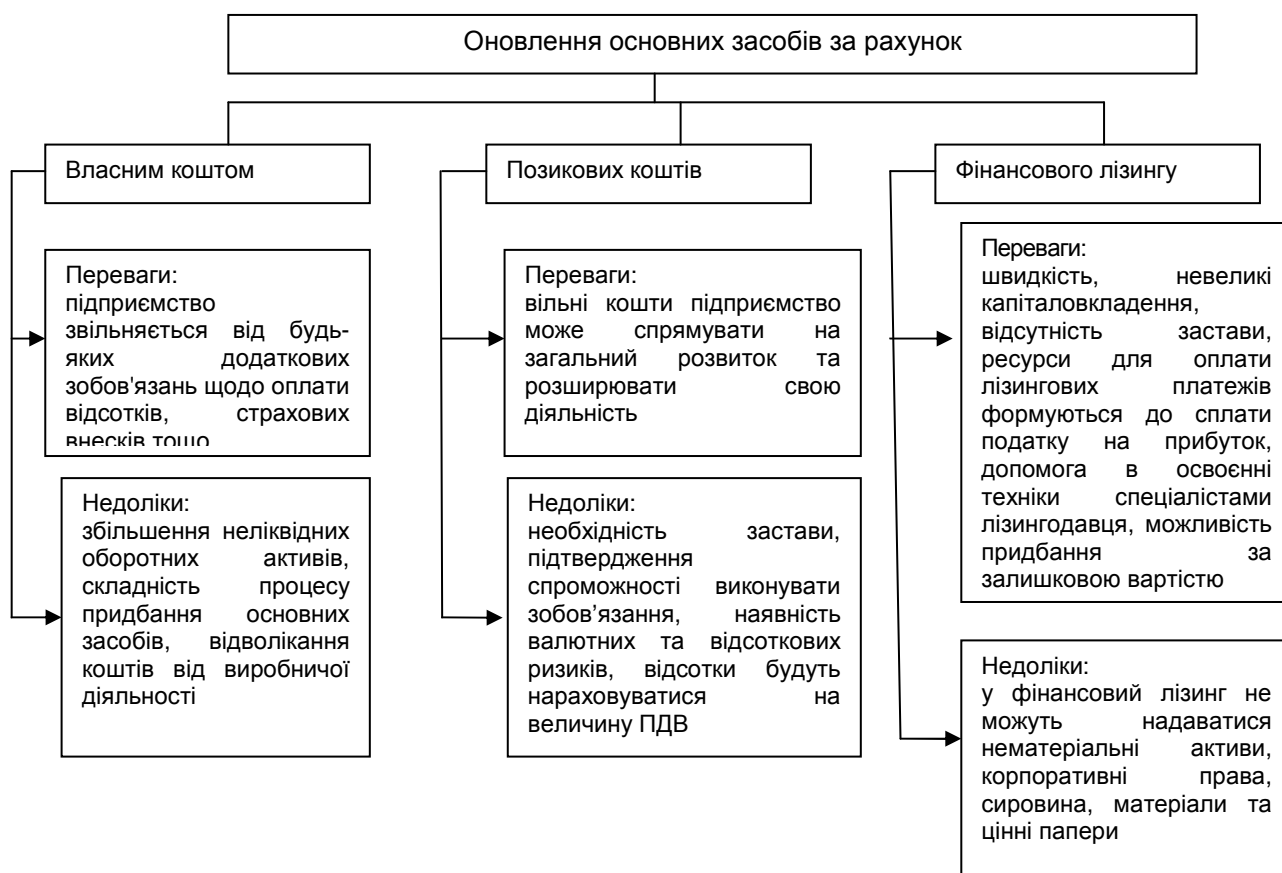 Оновлення основних засобів за рахунок
Власним коштом
Переваги:
підприємство
звільняється від будь-
яких додаткових
зобов'язань щодо оплати
відсотків, страхових
внесків тощо
Недоліки:
збільшення неліквідних
оборотних активів,
складність процесу
придбання основних
засобів, відволікання
коштів від виробничої
діяльності
Позикових коштів
Переваги:
вільні кошти підприємство
може спрямувати на
загальний розвиток та
розширювати свою
діяльність
Недоліки:
необхідність застави,
підтвердження
спроможності виконувати
зобов’язання, наявність
валютних та відсоткових
ризиків, відсотки будуть
нараховуватися на
величину ПДВ
Фінансового лізингу
Переваги:
швидкість, невеликі
капіталовкладення,
відсутність застави,
ресурси для оплати
лізингових платежів
формуються до сплати
податку на прибуток,
допомога в освоєнні
техніки спеціалістами
лізингодавця, можливість
придбання за
залишковою вартістю
Недоліки:
у фінансовий лізинг не
можуть надаватися
нематеріальні активи,
корпоративні права,
сировина, матеріали та
цінні папери